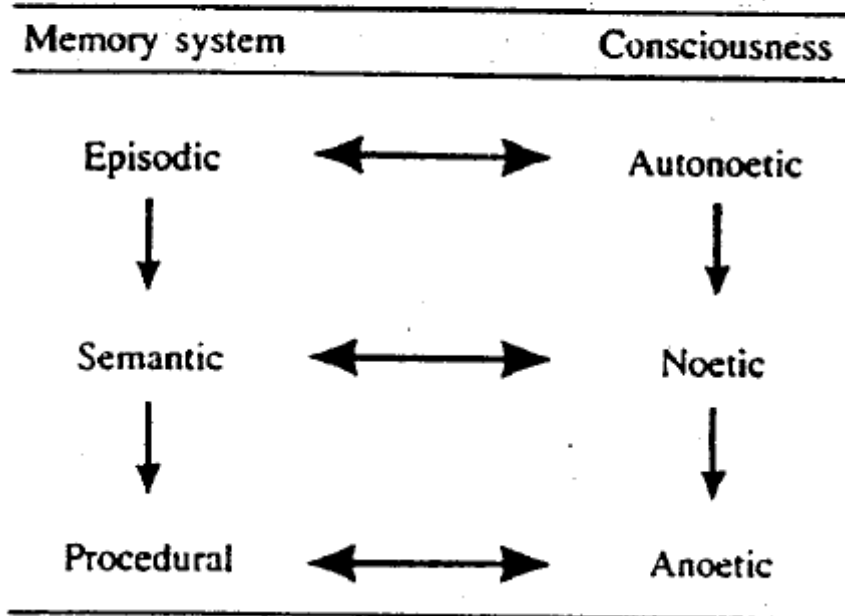 Memory system Consciousness
Episodic Autonoetic
Semantic Noetic
Procedural Anoetic